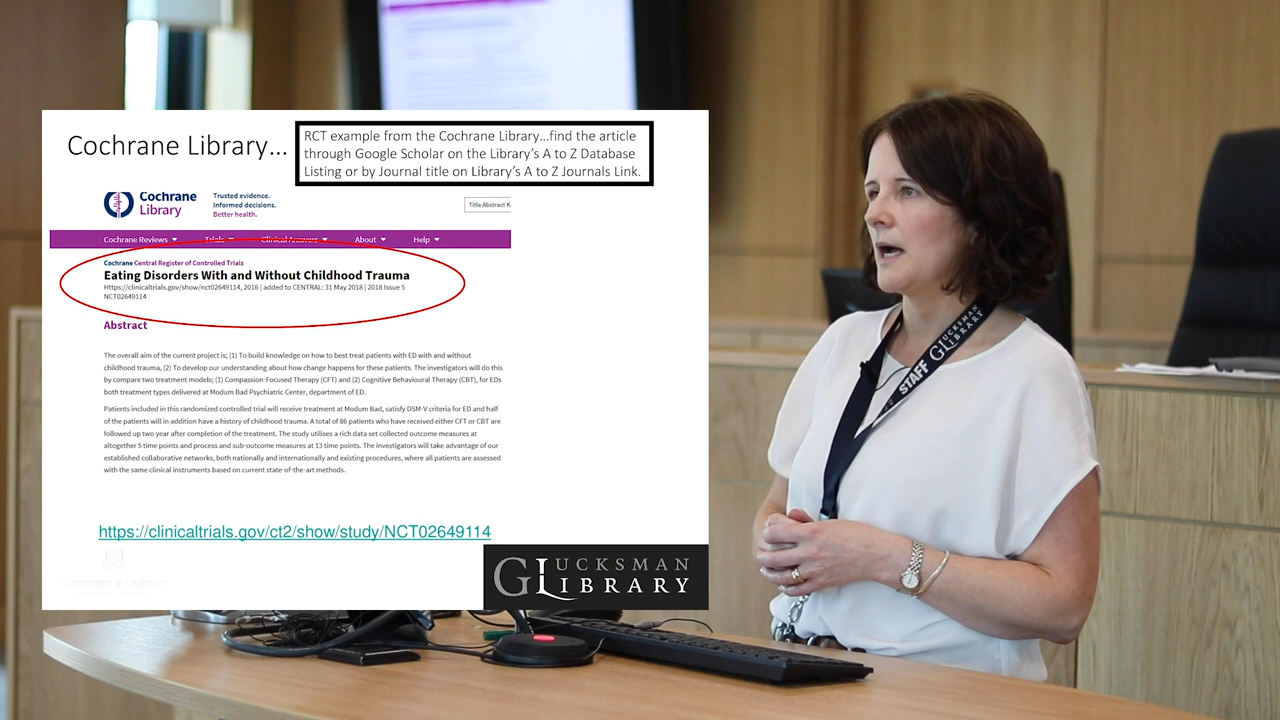 Cochrane Library...
RCT example from the Cochrane Library...find the article
through Google Scholar on the Library's A to Z Database
Listing or by Journal title on Library's A to Z Journals Link.
Cochrane
Library
Trusted evidence.
Informed decisions.
Better health.
Title Abstract K
Cochrane Reviews Trials Clinical Answers About Help
Cochrane Central Register of Controlled Trials
Eating Disorders With and Without Childhood Trauma
Https://clinicaltrials.gov/show/nct02649114, 2016 | added to CENTRAL: 31 May 2018 | 2018 Issue 5
NCT02649114
Abstract
The overall aim of the current project is; (1) To build knowledge on how to best treat patients with ED with and without
childhood trauma, (2) To develop our understanding about how change happens for these patients. The investigators will do this
by compare two treatment models; (1) Compassion-Focused Therapy (CFT) and (2) Cognitive Behavioural Therapy (CBT), for EDs
both treatment types delivered at Modum Bad Psychiatric Center, department of ED.
Patients included in this randomized controlled trial will receive treatment at Modum Bad, satisfy DSM-V criteria for ED and half
of the patients will in addition have a history of childhood trauma. A total of 86 patients who have received either CFT or CBT are
followed up two year after completion of the treatment. The study utilises a rich data set collected outcome measures at
altogether 5 time points and process and sub-outcome measures at 13 time points. The investigators will take advantage of our
established collaborative networks, both nationally and internationally and existing procedures, where all patients are assessed
with the same clinical instruments based on current state-of-the-art methods.
https://clinicaltrials.gov/ct2/show/study/NCT02649114
GLUCKSMAN
LIBRARY
STAFF
GLUCKSMAN
LIBRARY